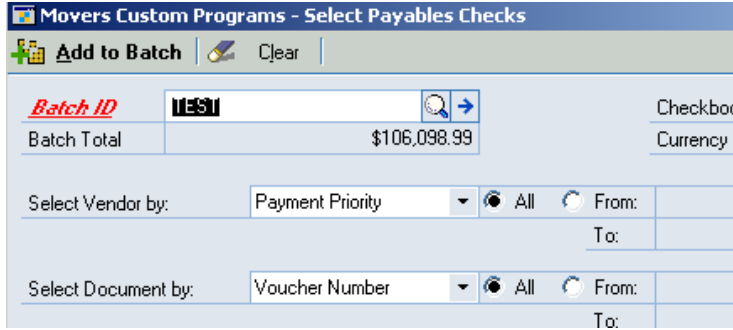 Movers Custom Programs - Select Payables Checks
Add to Batch Clear
Batch ID TEST Checkboo
Batch Total $106,098.99 Currency
Select Vendor by: Payment Priority All From:
To:
Select Document by: Voucher Number All From:
To: